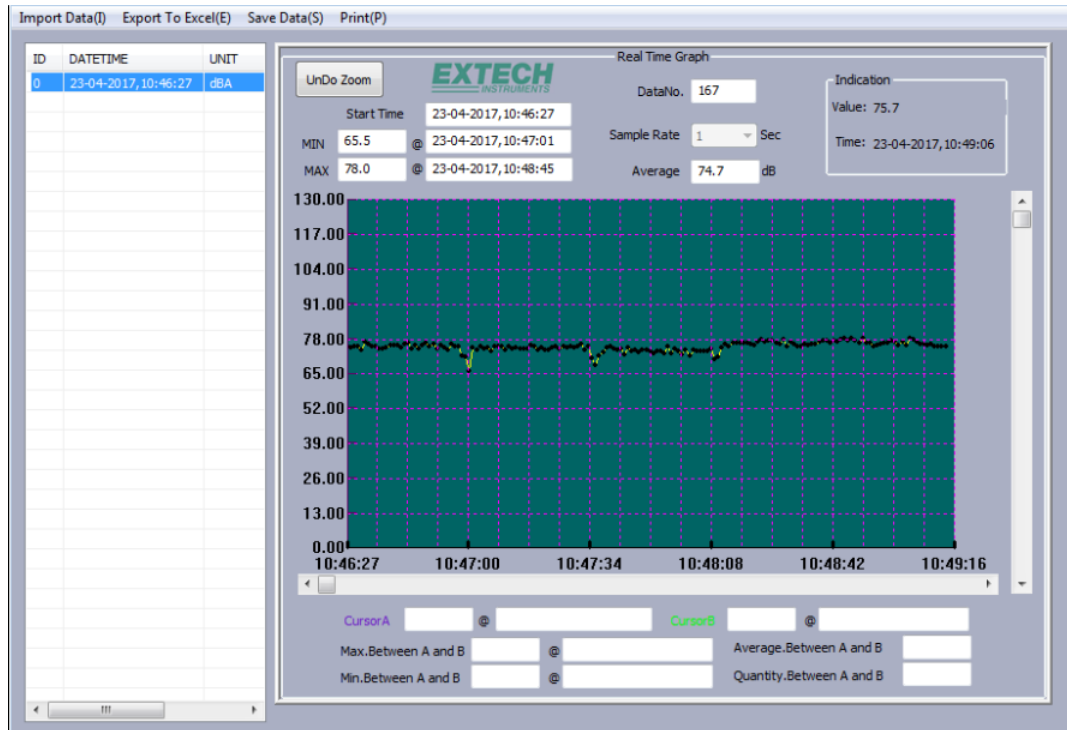 Import Data(I) Export To Excel(E) Save Data(S) Print(P)
ID DATETIME UNIT
0 23-04-2017,10:46:27 dBA
Real Time Graph
UnDo Zoom
EXTECH
INSTRUMENTS
DataNo. 167
Indication
Value: 75.7
Time: 23-04-2017,10:49:06
Start Time 23-04-2017,10:46:27
MIN 65.5 @ 23-04-2017,10:47:01
Sample Rate 1 Sec
MAX 78.0 @ 23-04-2017,10:48:45
Average 74.7 dB
130.00
117.00
104.00
91.00
78.00
65.00
52.00
39.00
26.00
13.00
0.00
10:46:27 10:47:00 10:47:34 10:48:08 10:48:42 10:49:16
CursorA @ CursorB @
Max.Between A and B @ Average.Between A and B
Min.Between A and B @ Quantity.Between A and B